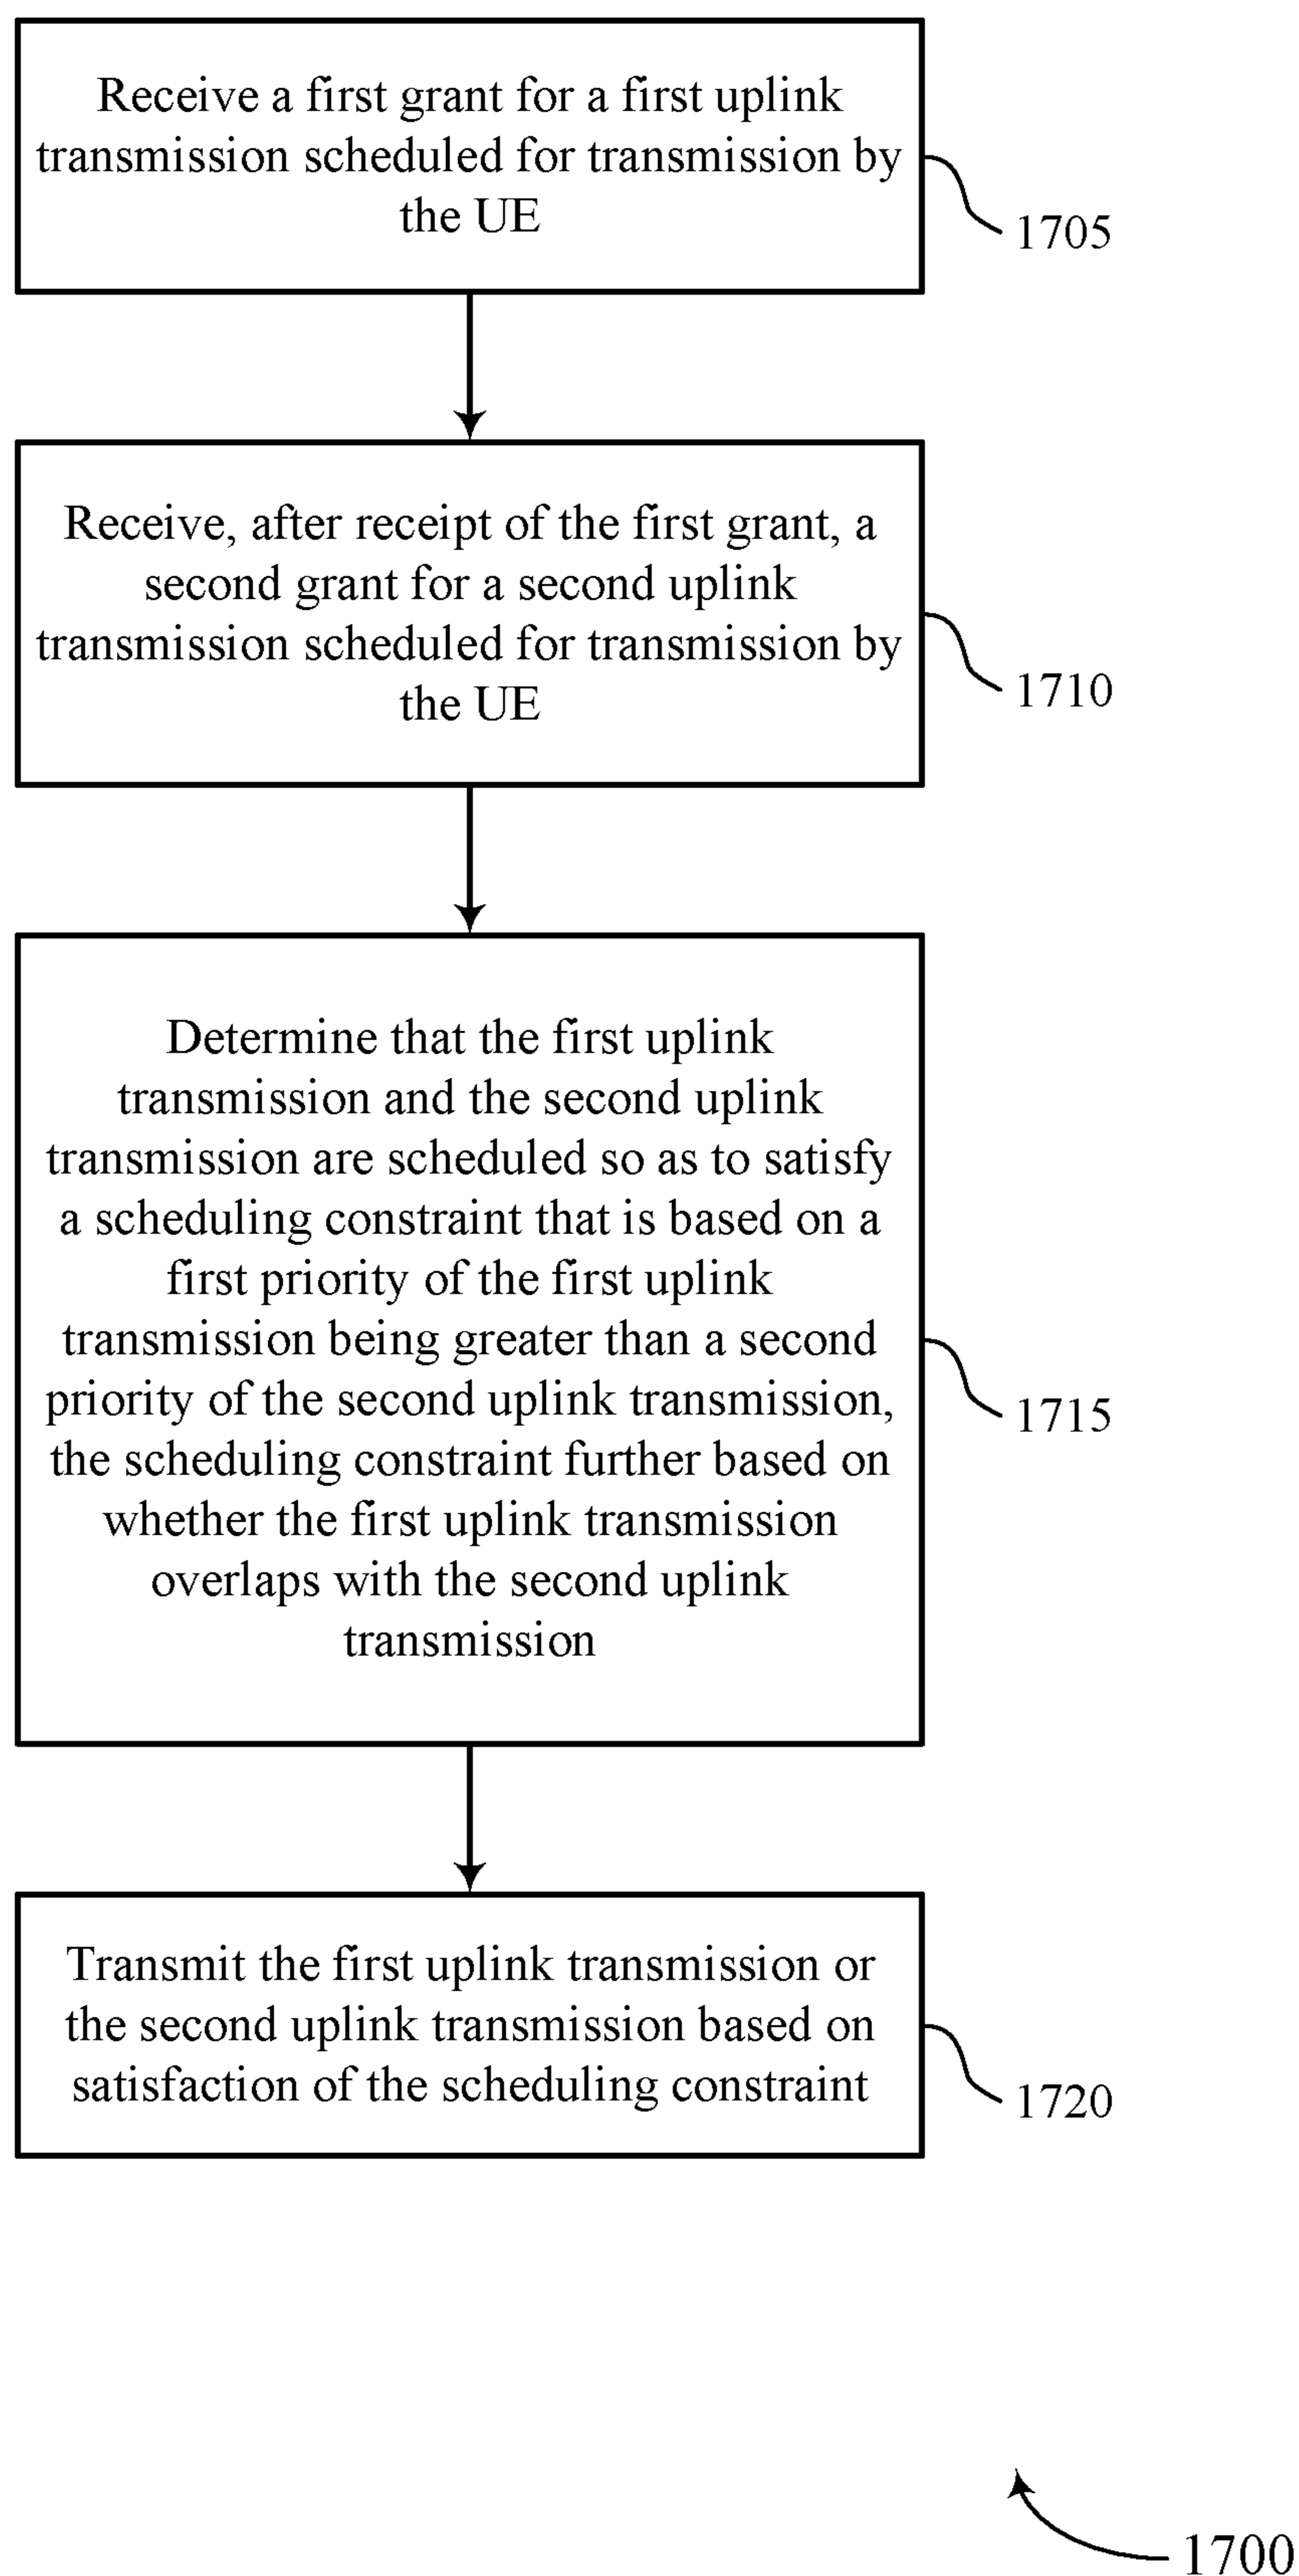 Receive a first grant for a first uplink
transmission scheduled for transmission by
the UE
1705
Receive, after receipt of the first grant, a
second grant for a second uplink
transmission scheduled for transmission by
the UE
1710
Determine that the first uplink
transmission and the second uplink
transmission are scheduled so as to satisfy
a scheduling constraint that is based on a
first priority of the first uplink
transmission being greater than a second
priority of the second uplink transmission,
the scheduling constraint further based on
whether the first uplink transmission
overlaps with the second uplink
transmission
1715
Transmit the first uplink transmission or
the second uplink transmission based on
satisfaction of the scheduling constraint
1720
1700